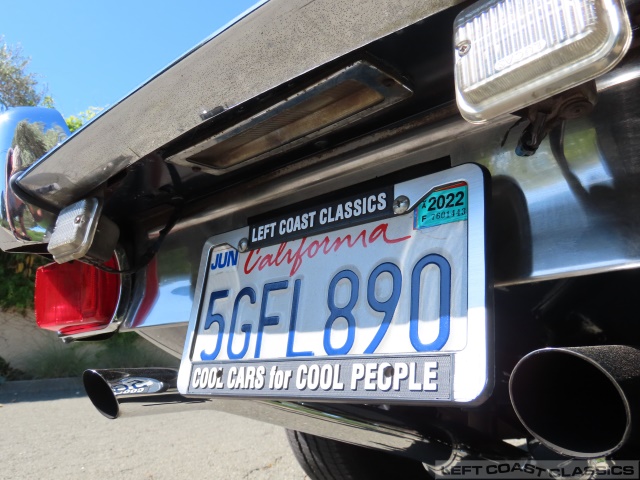 LEFT COAST CLASSICS
2022
JUN
California
5GFL890
COOL CARS for COOL PEOPLE
LEFT COAST CLASSICS